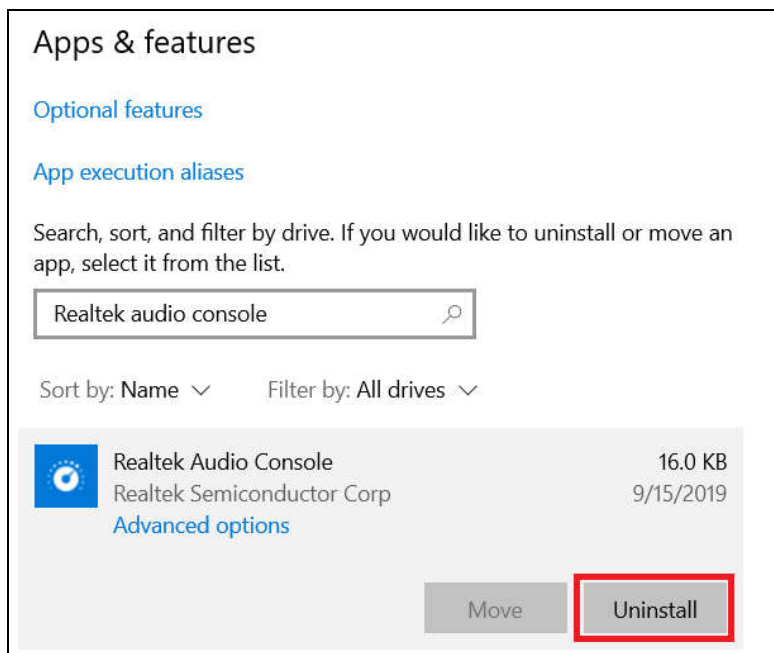 Apps & features
Optional features
App execution aliases
Search, sort, and filter by drive. If you would like to uninstall or move an
app, select it from the list.
Realtek audio console
Sort by: Name Filter by: All drives
Realtek Audio Console 16.0 KB
Realtek Semiconductor Corp 9/15/2019
Advanced options
Move Uninstall